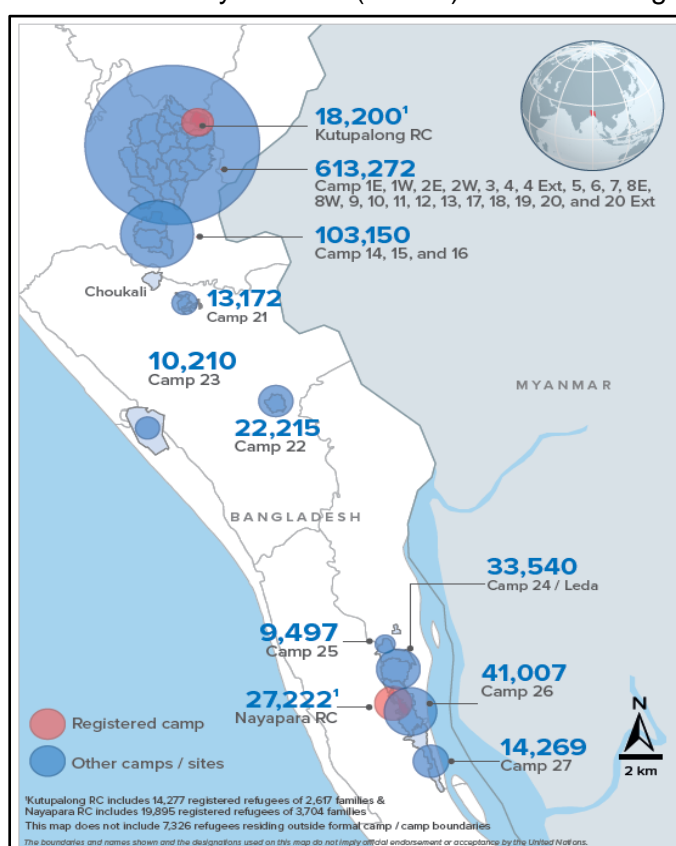 18,200¹
Kutupalong RC
613,272
Camp 1E, 1W, 2E, 2W, 3, 4, 4 Ext, 5, 6, 7, 8E,
8W, 9, 10, 11, 12, 13, 17, 18, 19, 20, and 20 Ext
103,150
Camp 14, 15, and 16
Choukali
13,172
Camp 21
10,210
Camp 23
MYANMAR
22,215
Camp 22
BANGLADESH
33,540
Camp 24 / Leda
9,497
Camp 25
41,007
Camp 26
27,222¹
Nayapara RC
N
Registered camp
14,269
Camp 27
Other camps / sites
2 km
¹Kutupalong RC includes 14,277 registered refugees of 2,617 families &
Nayapara RC includes 19,895 registered refugees of 3,704 families
This map does not include 7,326 refugees residing outside formal camp / camp boundaries
The boundaries and names shown and the designations used on this map do not imply official endorsement or acceptance by the United Nations.